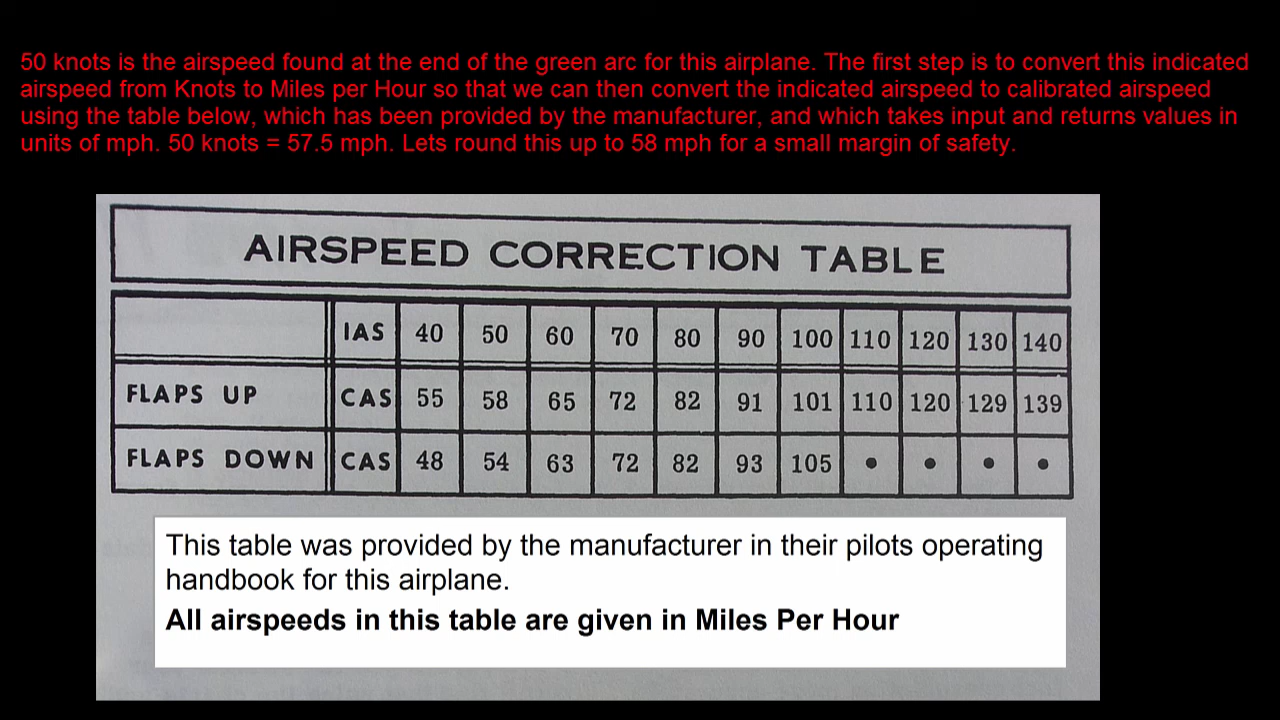 50 knots is the airspeed found at the end of the green arc for this airplane. The first step is to convert this indicated
airspeed from Knots to Miles per Hour so that we can then convert the indicated airspeed to calibrated airspeed
using the table below, which has been provided by the manufacturer, and which takes input and returns values in
units of mph. 50 knots = 57.5 mph. Lets round this up to 58 mph for a small margin of safety.
AIRSPEED CORRECTION TABLE
IAS 40 50 60 70 80 90 100 110 120 130 140
FLAPS UP CAS 55 58 65 72 82 91 101 110 120 129 139
FLAPS DOWN CAS 48 54 63 72 82 93 105 • • • •
This table was provided by the manufacturer in their pilots operating
handbook for this airplane.
All airspeeds in this table are given in Miles Per Hour